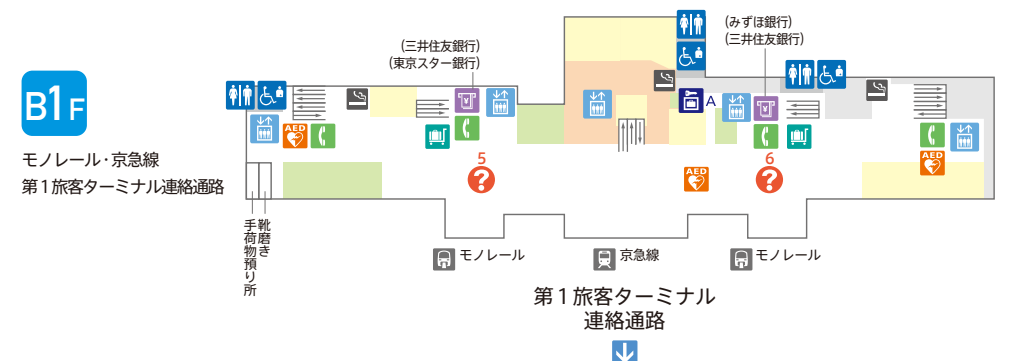 B1F
モノレール・京急線
第1旅客ターミナル連絡通路
(三井住友銀行)
(東京スター銀行)
(みずほ銀行)
(三井住友銀行)
A
AED
5
6
AED
?
?
靴磨き
手荷物預り所
モノレール
京急線
モノレール
第1旅客ターミナル
連絡通路